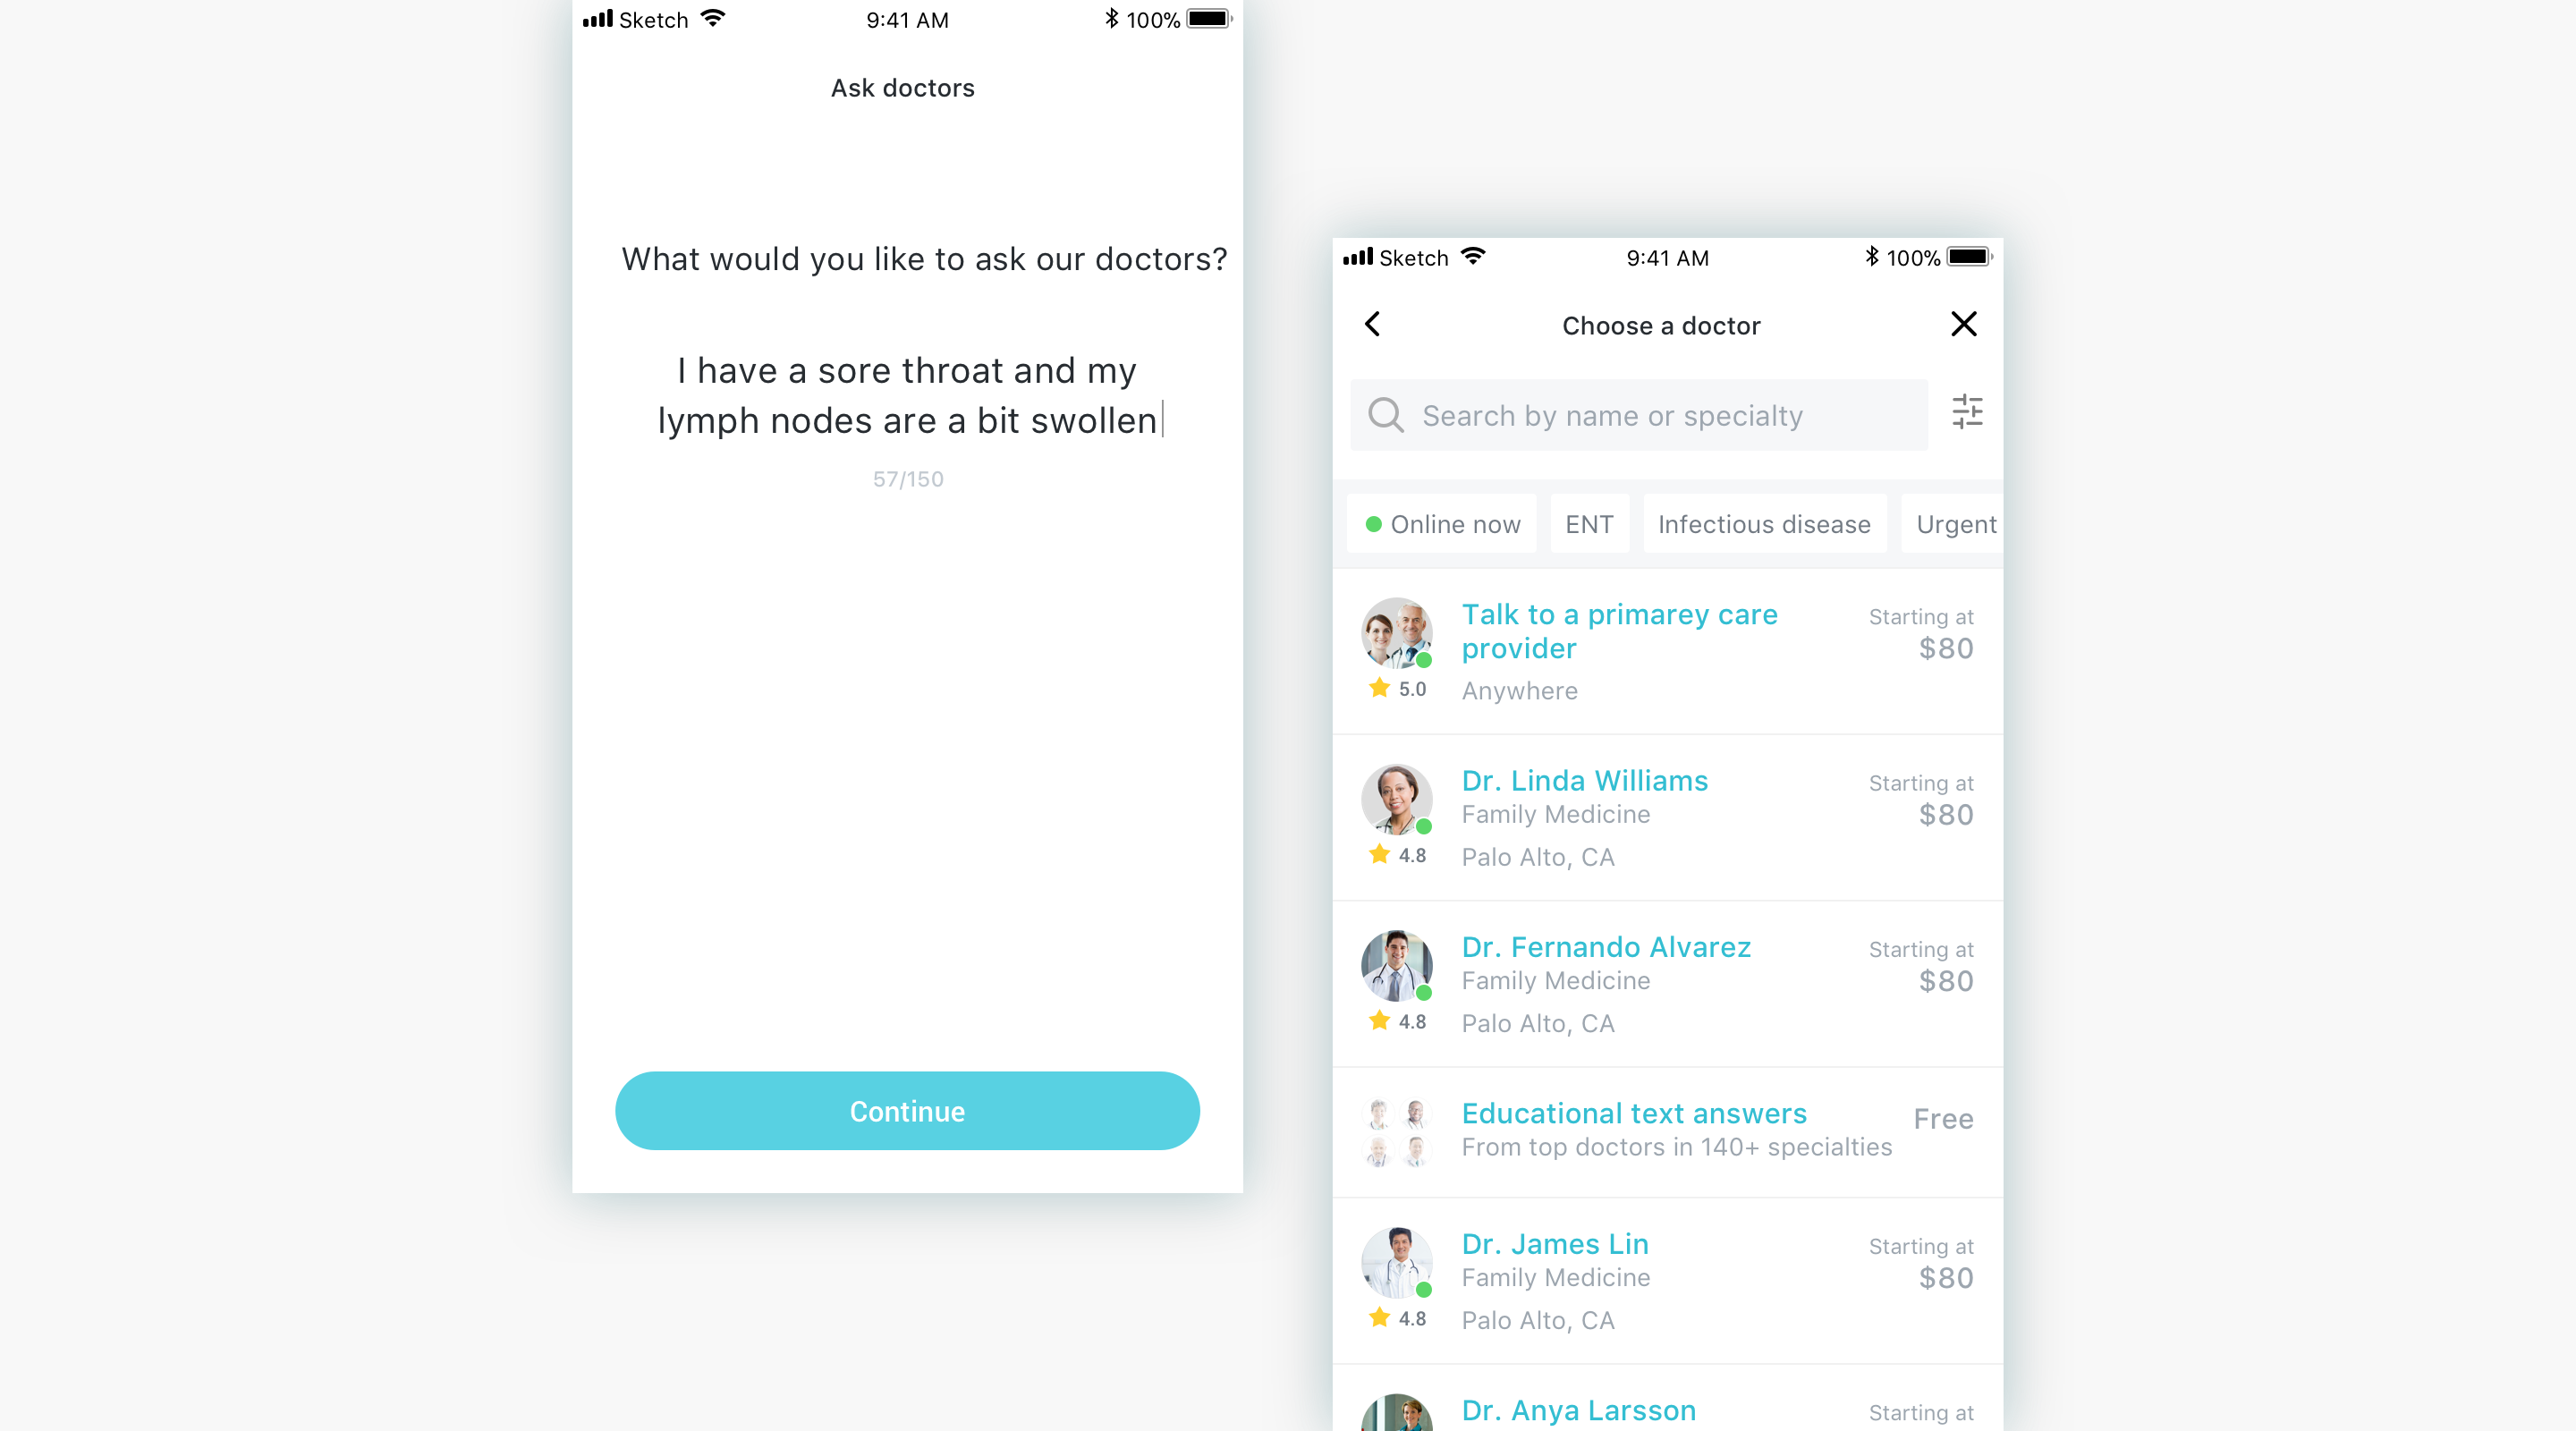 Sketch 9:41 AM 100%
Ask doctors
What would you like to ask our doctors?
I have a sore throat and my
lymph nodes are a bit swollen
57/150
Continue
Sketch 9:41 AM 100%
Choose a doctor
Search by name or specialty
Online now ENT Infectious disease Urgent
Talk to a primarey care
provider
Starting at
$80
5.0
Anywhere
Dr. Linda Williams
Starting at
Family Medicine
$80
4.8
Palo Alto, CA
Dr. Fernando Alvarez
Starting at
Family Medicine
$80
4.8
Palo Alto, CA
Educational text answers
Free
From top doctors in 140+ specialties
Dr. James Lin
Starting at
Family Medicine
$80
4.8
Palo Alto, CA
Dr. Anya Larsson
Starting at